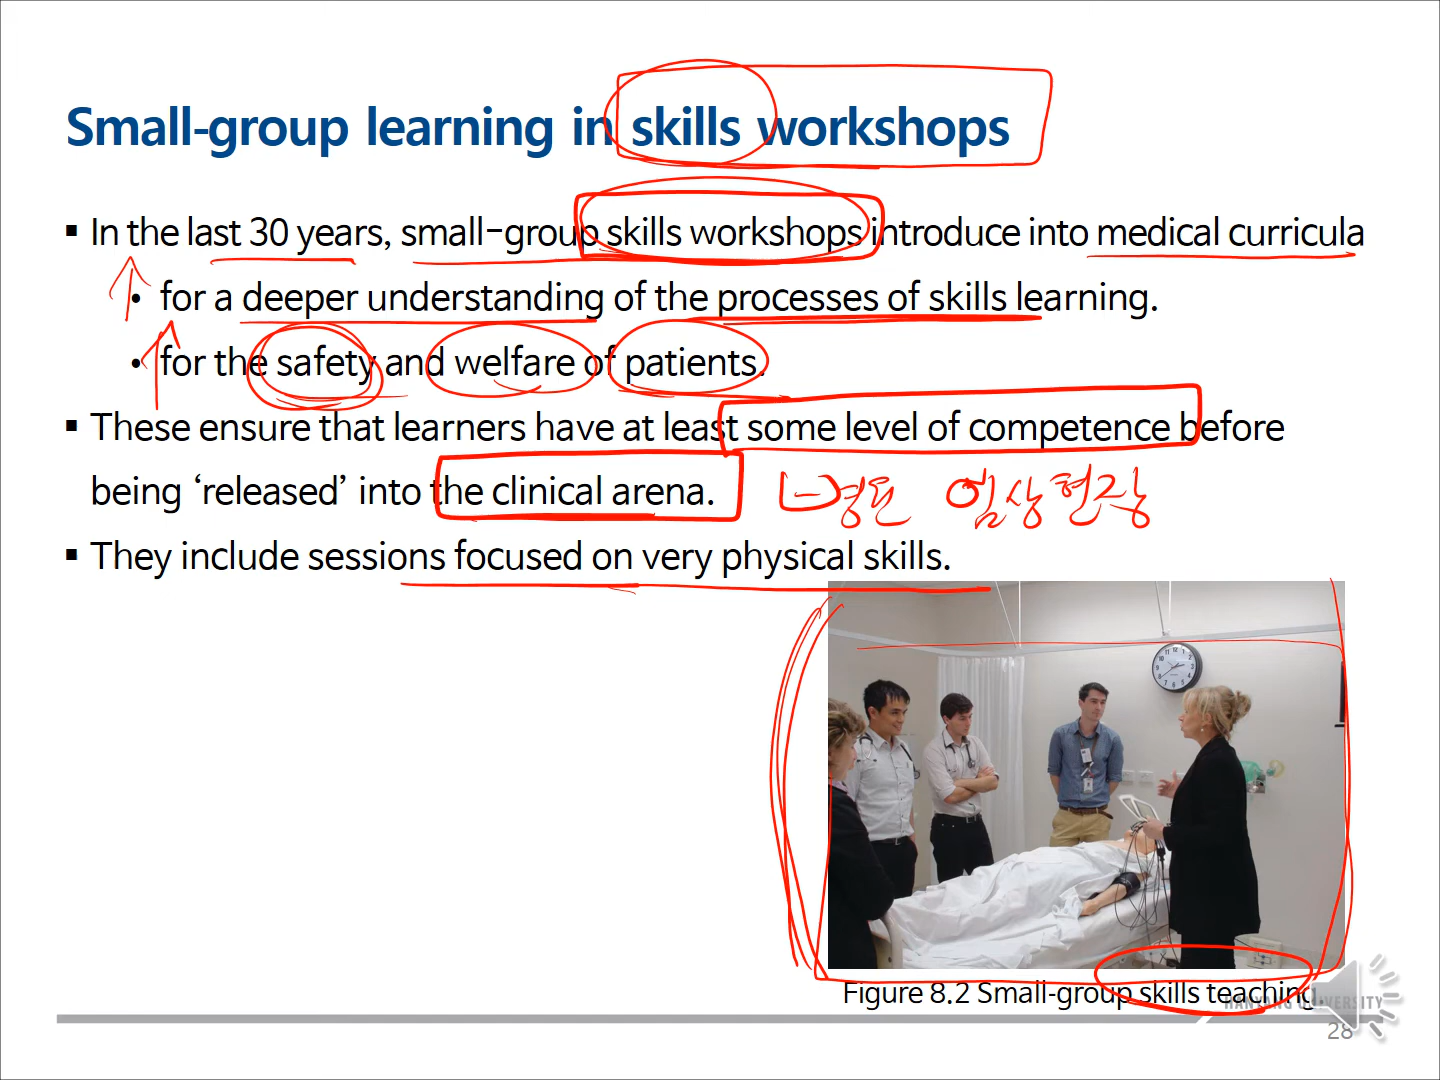 Small-group learning in skills workshops
▪ In the last 30 years, small-group skills workshops introduce into medical curricula
• for a deeper understanding of the processes of skills learning.
• for the safety and welfare of patients.
▪ These ensure that learners have at least some level of competence before
being ‘released’ into the clinical arena.
임상현장
▪ They include sessions focused on very physical skills.
Figure 8.2 Small-group skills teaching.
HANYANG UNIVERSITY
28